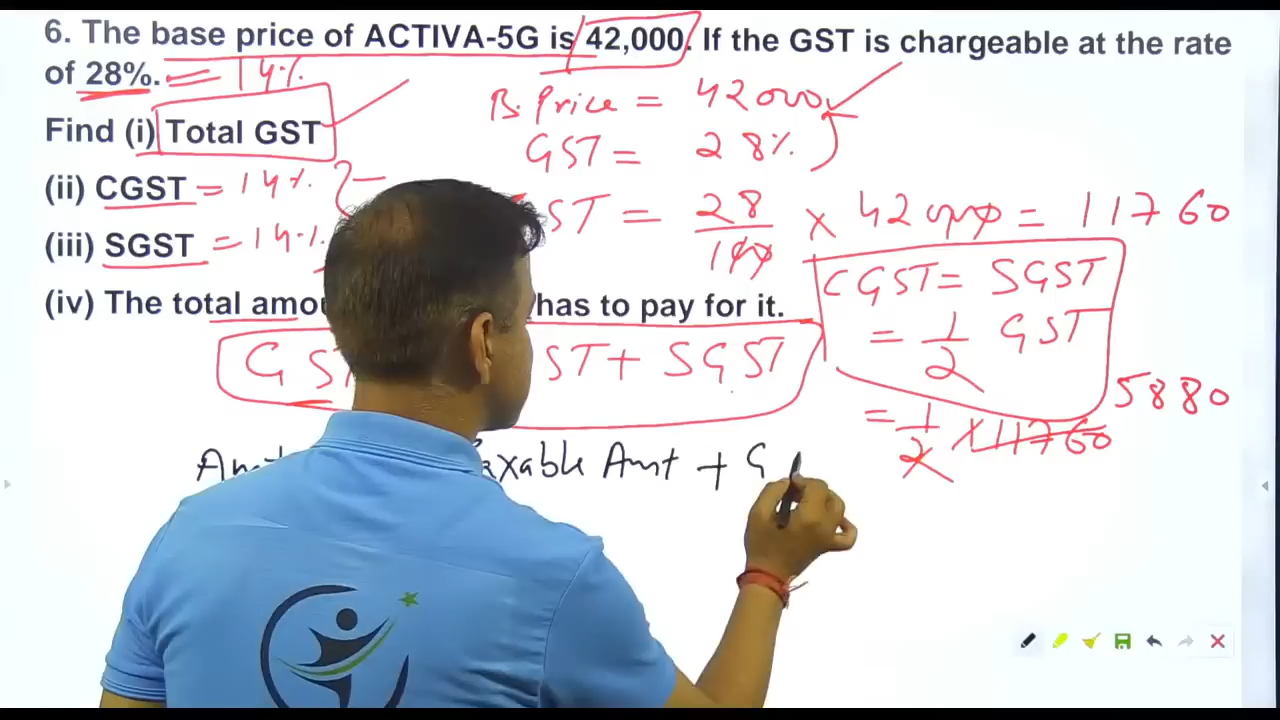 6. The base price of ACTIVA-5G is 42,000. If the GST is chargeable at the rate
of 28%. = 14%
B. Price = 42000
Find (i) Total GST
GST = 28%
(ii) CGST = 14%
ST = 28/100 × 42000 = 11760
(iii) SGST = 14%
CGST = SGST
(iv) The total amo has to pay for it.
= 1/2 GST
GS ST + SGST
5880
= 1/2 × 11760
Amt axable Amt + G